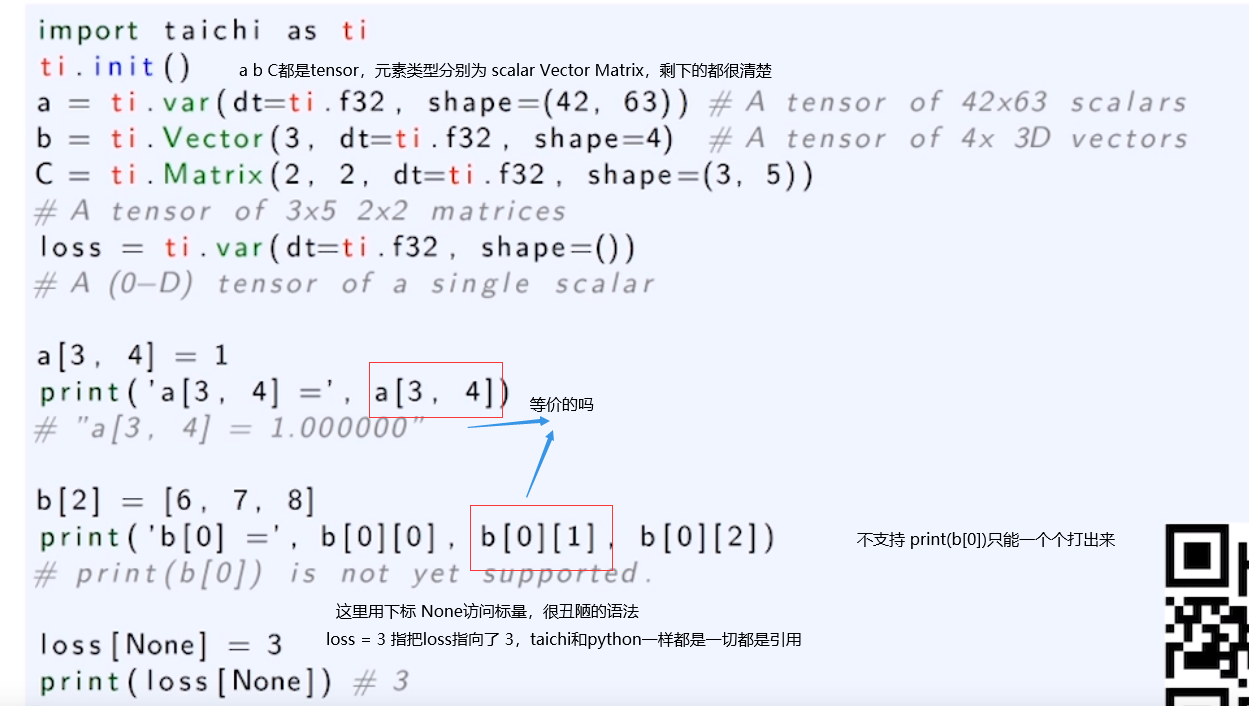 import taichi as ti
ti.init()
a b C都是tensor，元素类型分别为 scalar Vector Matrix，剩下的都很清楚
a = ti.var(dt=ti.f32, shape=(42, 63)) # A tensor of 42x63 scalars
b = ti.Vector(3, dt=ti.f32, shape=4) # A tensor of 4x 3D vectors
C = ti.Matrix(2, 2, dt=ti.f32, shape=(3, 5))
# A tensor of 3x5 2x2 matrices
loss = ti.var(dt=ti.f32, shape=())
# A (0-D) tensor of a single scalar
a[3, 4] = 1
print('a[3, 4] =', a[3, 4])
等价的吗
# "a[3, 4] = 1.000000"
b[2] = [6, 7, 8]
print('b[0] =', b[0][0], b[0][1], b[0][2])
不支持 print(b[0])只能一个个打出来
# print(b[0]) is not yet supported.
这里用下标 None访问标量，很丑陋的语法
loss[None] = 3
loss = 3 指把loss指向了 3，taichi和python一样都是一切都是引用
print(loss[None]) # 3